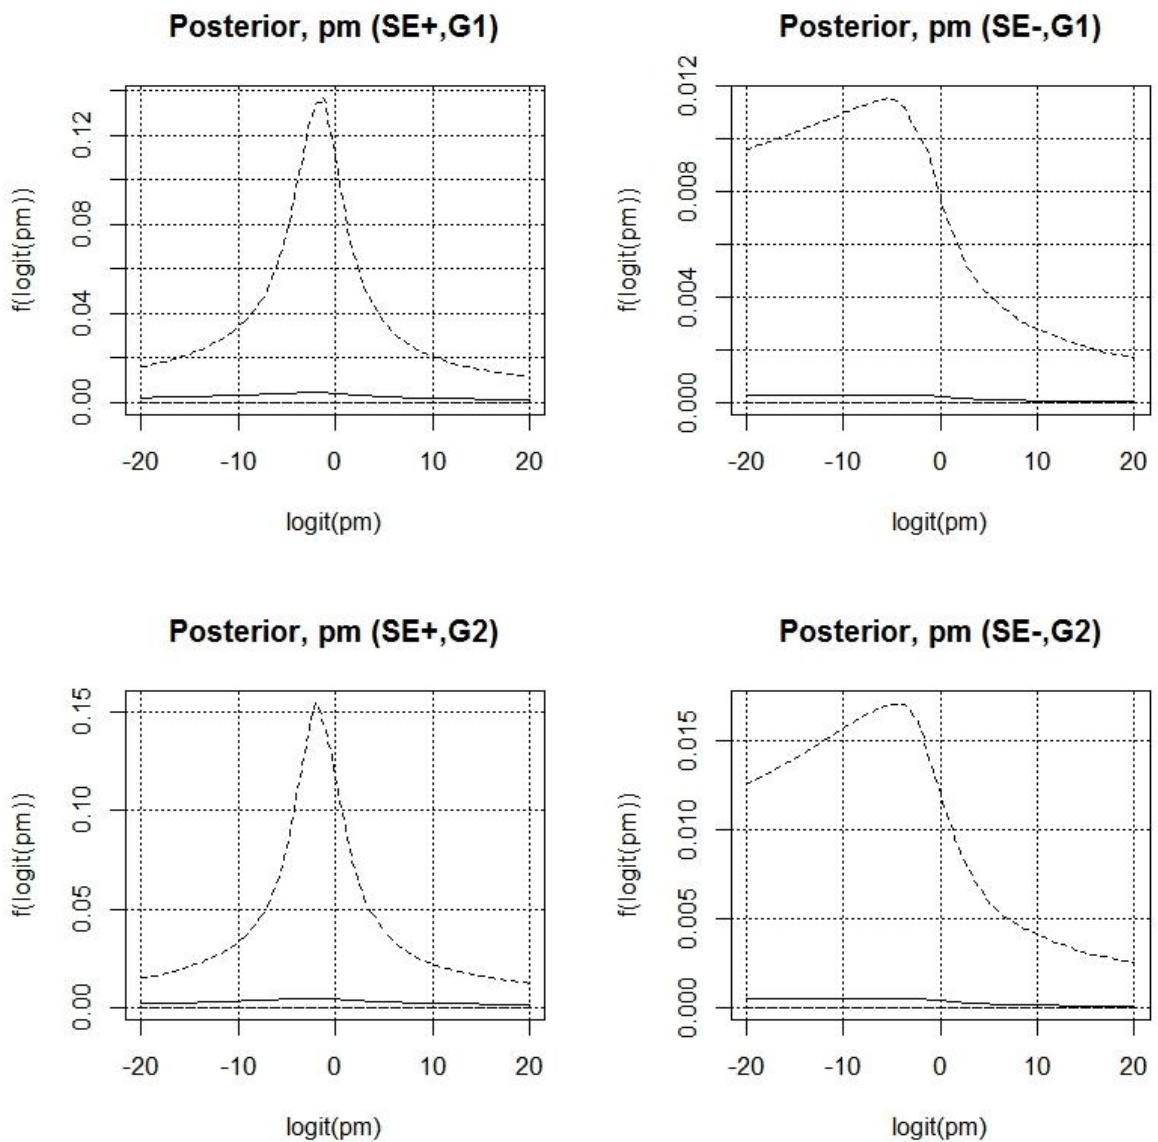 Posterior, pm (SE+,G1)
f(logit(pm))
0.00 0.04 0.08 0.12
-20 -10 0 10 20
logit(pm)
Posterior, pm (SE-,G1)
f(logit(pm))
0.000 0.004 0.008 0.012
-20 -10 0 10 20
logit(pm)
Posterior, pm (SE+,G2)
f(logit(pm))
0.00 0.05 0.10 0.15
-20 -10 0 10 20
logit(pm)
Posterior, pm (SE-,G2)
f(logit(pm))
0.000 0.005 0.010 0.015
-20 -10 0 10 20
logit(pm)